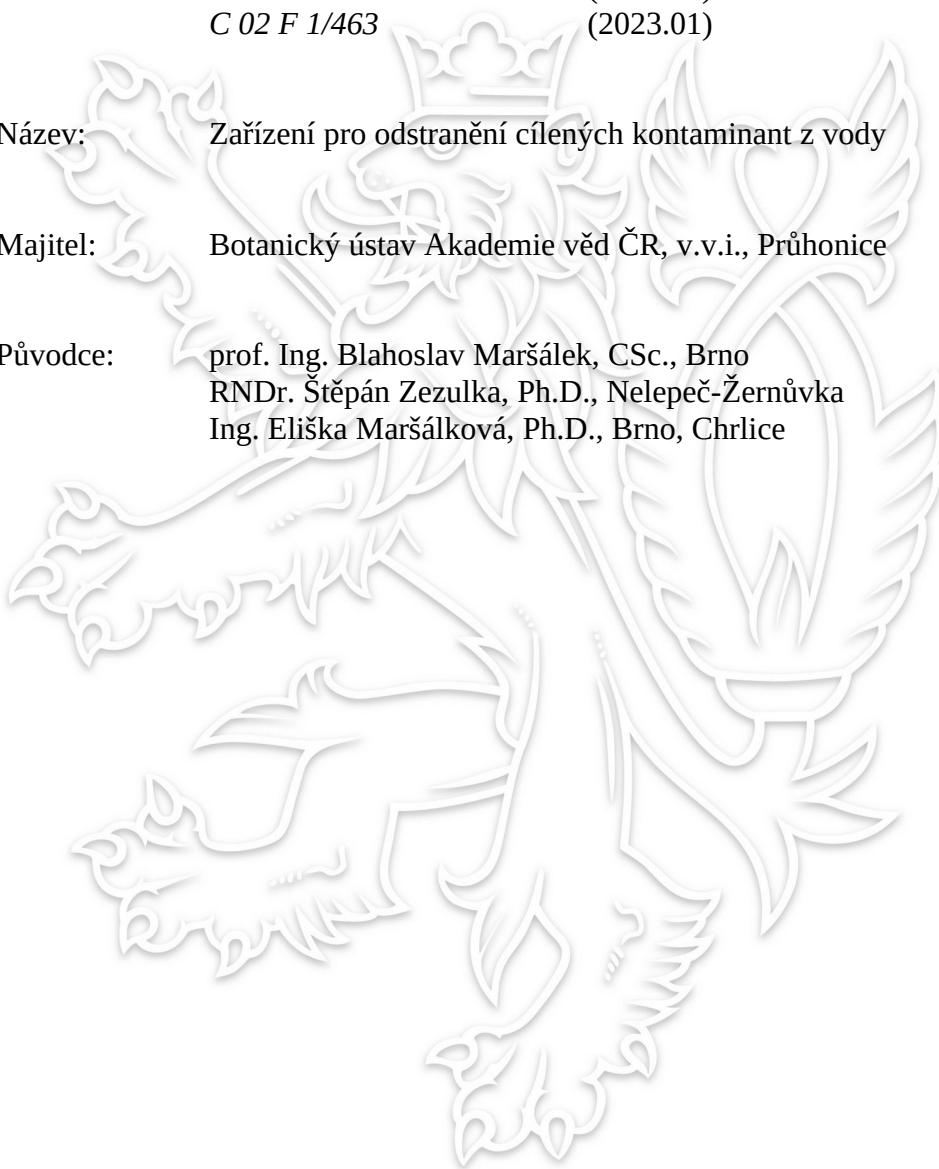 C 02 F 1/463 (2023.01)
Název: Zařízení pro odstranění cílených kontaminant z vody
Majitel: Botanický ústav Akademie věd ČR, v.v.i., Průhonice
Původce: prof. Ing. Blahoslav Maršálek, CSc., Brno
RNDr. Štěpán Zezulka, Ph.D., Nelepeč-Žernůvka
Ing. Eliška Maršálková, Ph.D., Brno, Chrlice